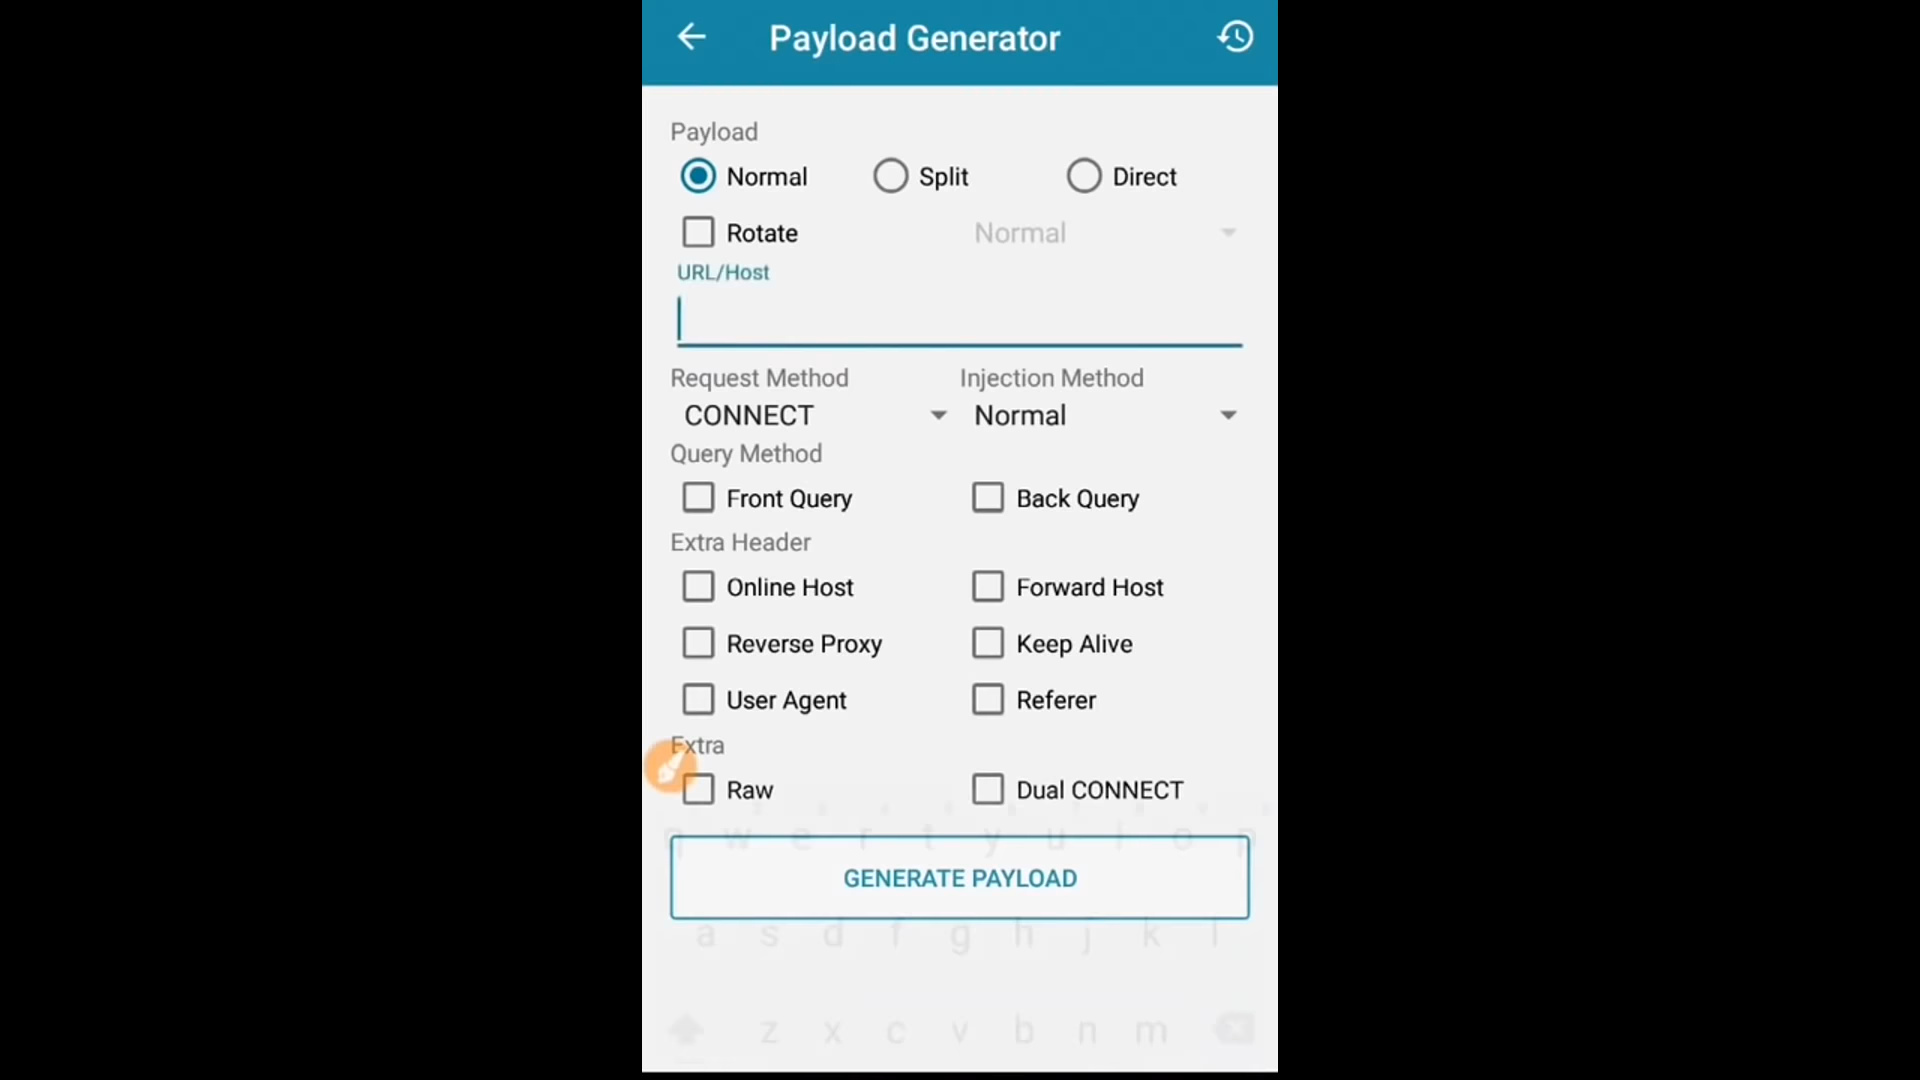 Payload Generator
Payload
Normal Split Direct
Rotate Normal
URL/Host
Request Method Injection Method
CONNECT Normal
Query Method
Front Query Back Query
Extra Header
Online Host Forward Host
Reverse Proxy Keep Alive
User Agent Referer
Extra
Raw Dual CONNECT
q w e r t y u i o p
GENERATE PAYLOAD
a s d f g h j k l
z x c v b n m